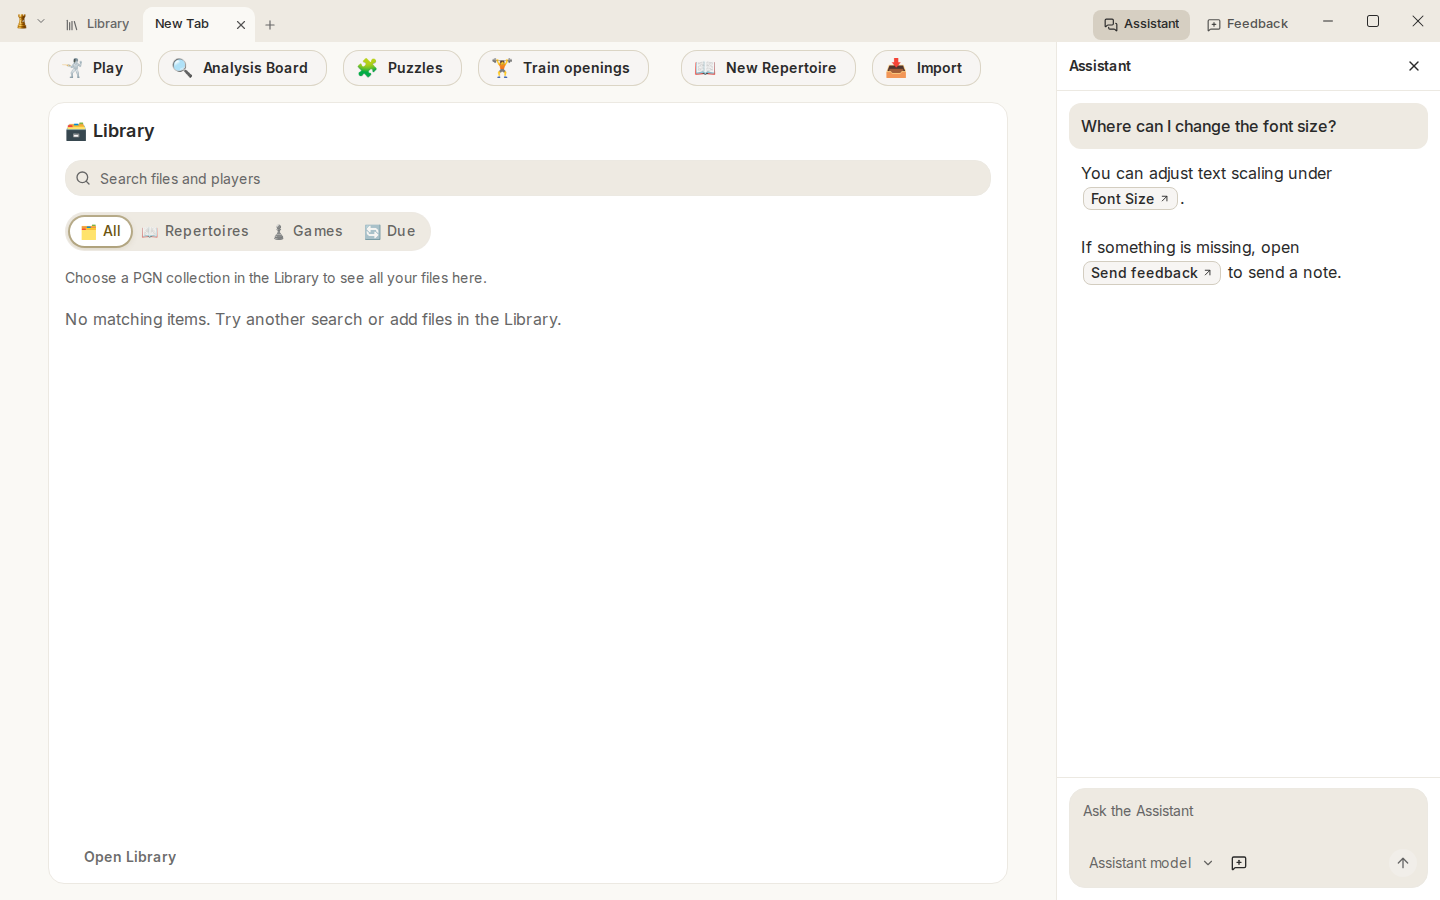 Library
New Tab
Assistant
Feedback
Play
Analysis Board
Puzzles
Train openings
New Repertoire
Import
Library
Search files and players
All
Repertoires
Games
Due
Choose a PGN collection in the Library to see all your files here.
No matching items. Try another search or add files in the Library.
Open Library
Assistant
Where can I change the font size?
You can adjust text scaling under
Font Size .
If something is missing, open
Send feedback to send a note.
Ask the Assistant
Assistant model